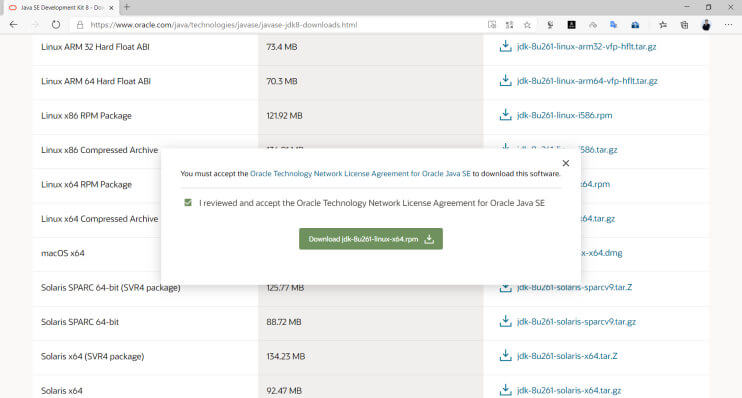 Java SE Development Kit 8 - Dow
https://www.oracle.com/java/technologies/javase/javase-jdk8-downloads.html
Linux ARM 32 Hard Float ABI 73.4 MB jdk-8u261-linux-arm32-vfp-hflt.tar.gz
Linux ARM 64 Hard Float ABI 70.3 MB jdk-8u261-linux-arm64-vfp-hflt.tar.gz
Linux x86 RPM Package 121.92 MB jdk-8u261-linux-i586.rpm
Linux x86 Compressed Archive i586.tar.gz
You must accept the Oracle Technology Network License Agreement for Oracle Java SE to download this software.
Linux x64 RPM Package x64.rpm
I reviewed and accept the Oracle Technology Network License Agreement for Oracle Java SE
Linux x64 Compressed Archive x64.tar.gz
Download jdk-8u261-linux-x64.rpm
macOS x64 x-x64.dmg
Solaris SPARC 64-bit (SVR4 package) 125.77 MB jdk-8u261-solaris-sparcv9.tar.Z
Solaris SPARC 64-bit 88.72 MB jdk-8u261-solaris-sparcv9.tar.gz
Solaris x64 (SVR4 package) 134.23 MB jdk-8u261-solaris-x64.tar.Z
Solaris x64 92.47 MB jdk-8u261-solaris-x64.tar.gz